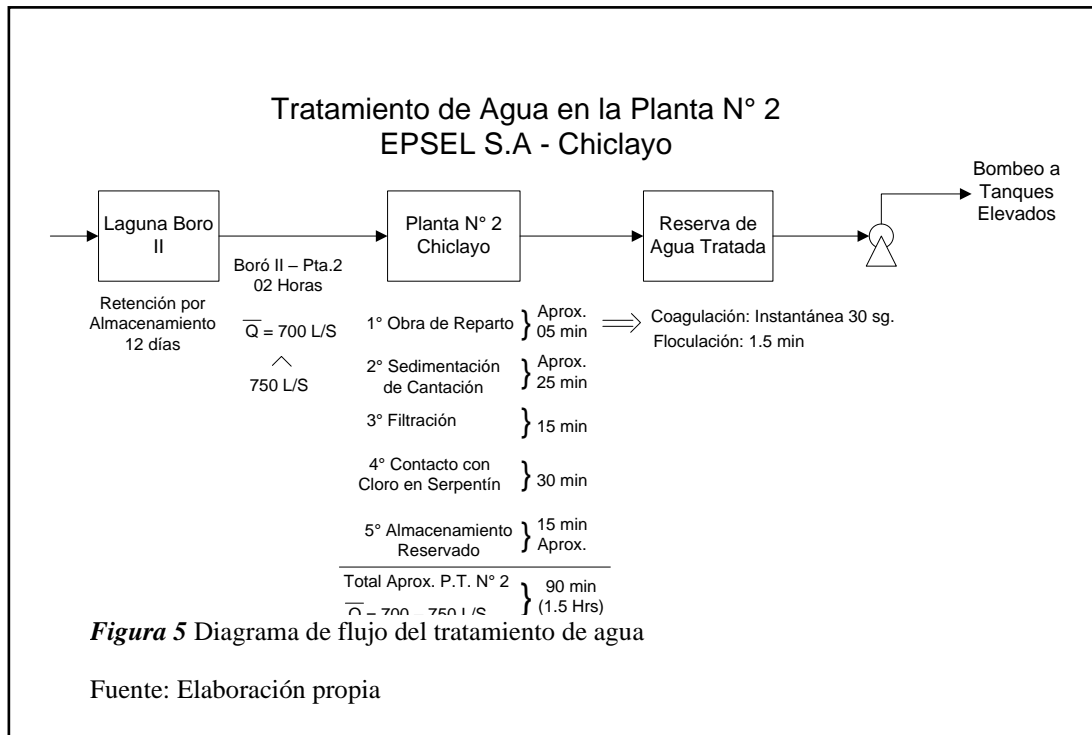 Tratamiento de Agua en la Planta N° 2
EPSEL S.A - Chiclayo
Laguna Boro
II
Planta N° 2
Chiclayo
Reserva de
Agua Tratada
Bombeo a
Tanques
Elevados
Retención por
Almacenamiento
12 días
Boró II – Pta.2
02 Horas
Q = 700 L/S
750 L/S
1° Obra de Reparto } Aprox.
05 min
Coagulación: Instantánea 30 sg.
Floculación: 1.5 min
2° Sedimentación
de Cantación
} Aprox.
25 min
3° Filtración } 15 min
4° Contacto con
Cloro en Serpentín
} 30 min
5° Almacenamiento
Reservado
} 15 min
Aprox.
Total Aprox. P.T. N° 2
Q = 700 – 750 L/S
} 90 min
(1.5 Hrs)
Figura 5 Diagrama de flujo del tratamiento de agua
Fuente: Elaboración propia